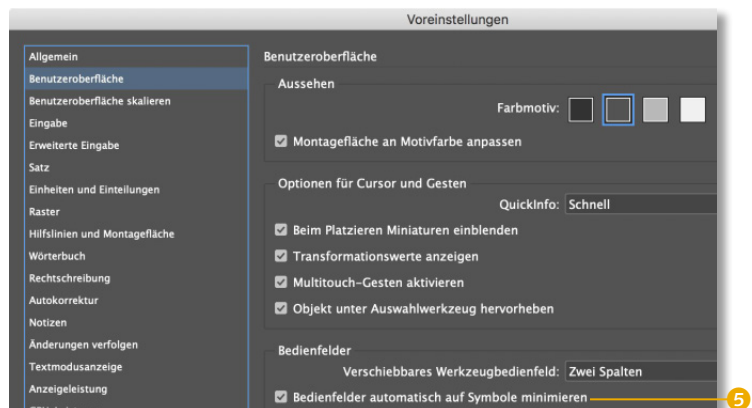 Voreinstellungen
Allgemein
Benutzeroberfläche
Benutzeroberfläche skalieren
Eingabe
Erweiterte Eingabe
Satz
Einheiten und Einteilungen
Raster
Hilfslinien und Montagefläche
Wörterbuch
Rechtschreibung
Autokorrektur
Notizen
Änderungen verfolgen
Textmodusanzeige
Anzeigeleistung
Benutzeroberfläche
Aussehen
Farbmotiv:
Montagefläche an Motivfarbe anpassen
Optionen für Cursor und Gesten
QuickInfo: Schnell
Beim Platzieren Miniaturen einblenden
Transformationswerte anzeigen
Multitouch-Gesten aktivieren
Objekt unter Auswahlwerkzeug hervorheben
Bedienfelder
Verschiebbares Werkzeugbedienfeld: Zwei Spalten
Bedienfelder automatisch auf Symbole minimieren
5